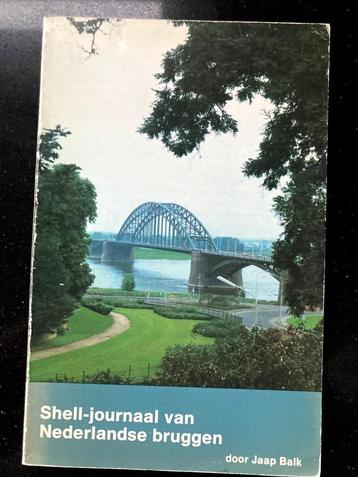 Shell-journaal van
Nederlandse bruggen
door Jaap Balk